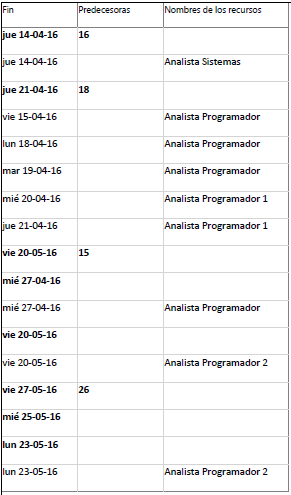 Fin Predecesoras Nombres de los recursos
jue 14-04-16 16
jue 14-04-16 Analista Sistemas
jue 21-04-16 18
vie 15-04-16 Analista Programador
lun 18-04-16 Analista Programador
mar 19-04-16 Analista Programador
mié 20-04-16 Analista Programador 1
jue 21-04-16 Analista Programador 1
vie 20-05-16 15
mié 27-04-16
mié 27-04-16 Analista Programador
vie 20-05-16
vie 20-05-16 Analista Programador 2
vie 27-05-16 26
mié 25-05-16
lun 23-05-16
lun 23-05-16 Analista Programador 2